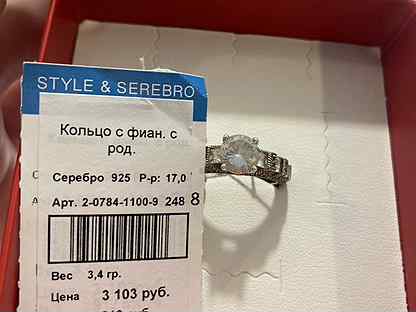 STYLE & SEREBRO
Кольцо с фиан. с
род.
Серебро 925 Р-р: 17,0
Арт. 2-0784-1100-9 248 8
Вес 3,4 гр.
Цена 3 103 руб.